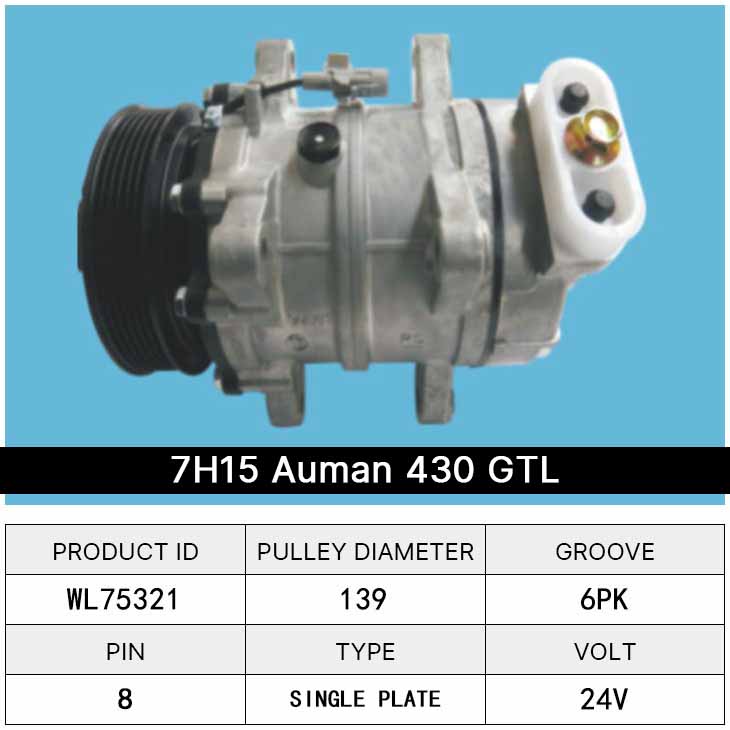 7H15 Auman 430 GTL
PRODUCT ID PULLEY DIAMETER GROOVE
WL75321 139 6PK
PIN TYPE VOLT
8 SINGLE PLATE 24V